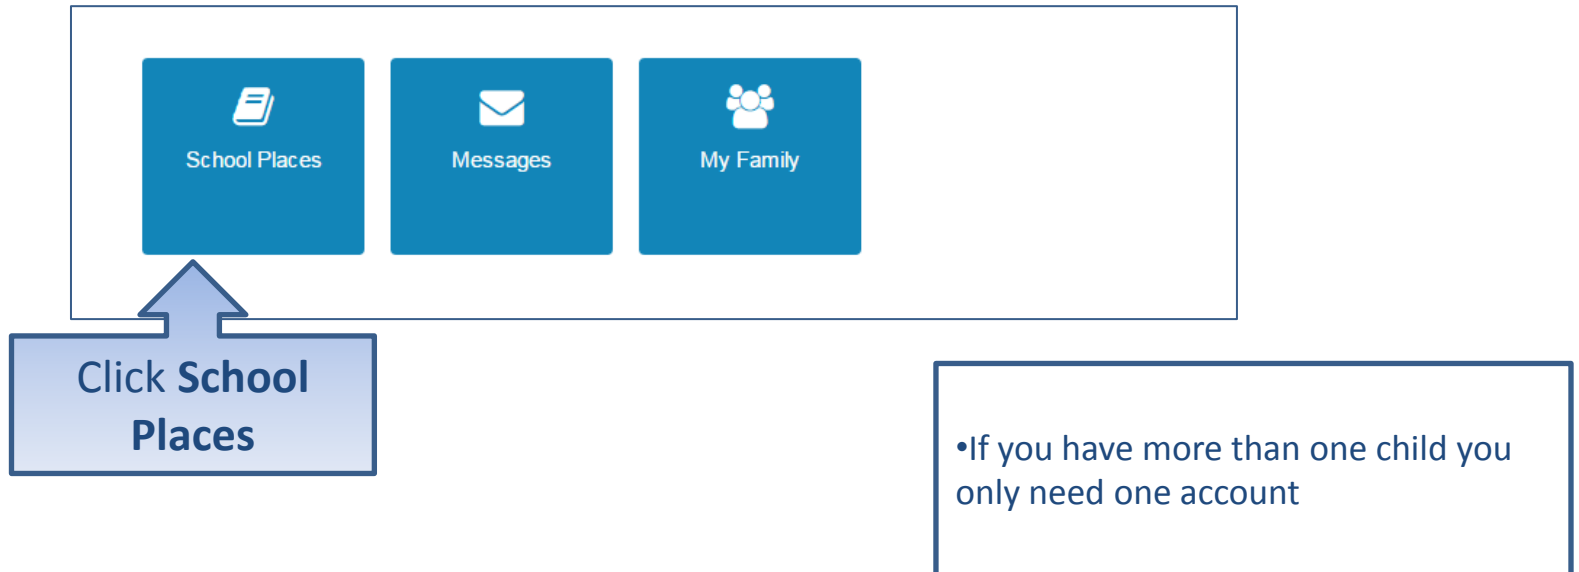 School Places
Messages
My Family
Click School
Places
•If you have more than one child you
only need one account